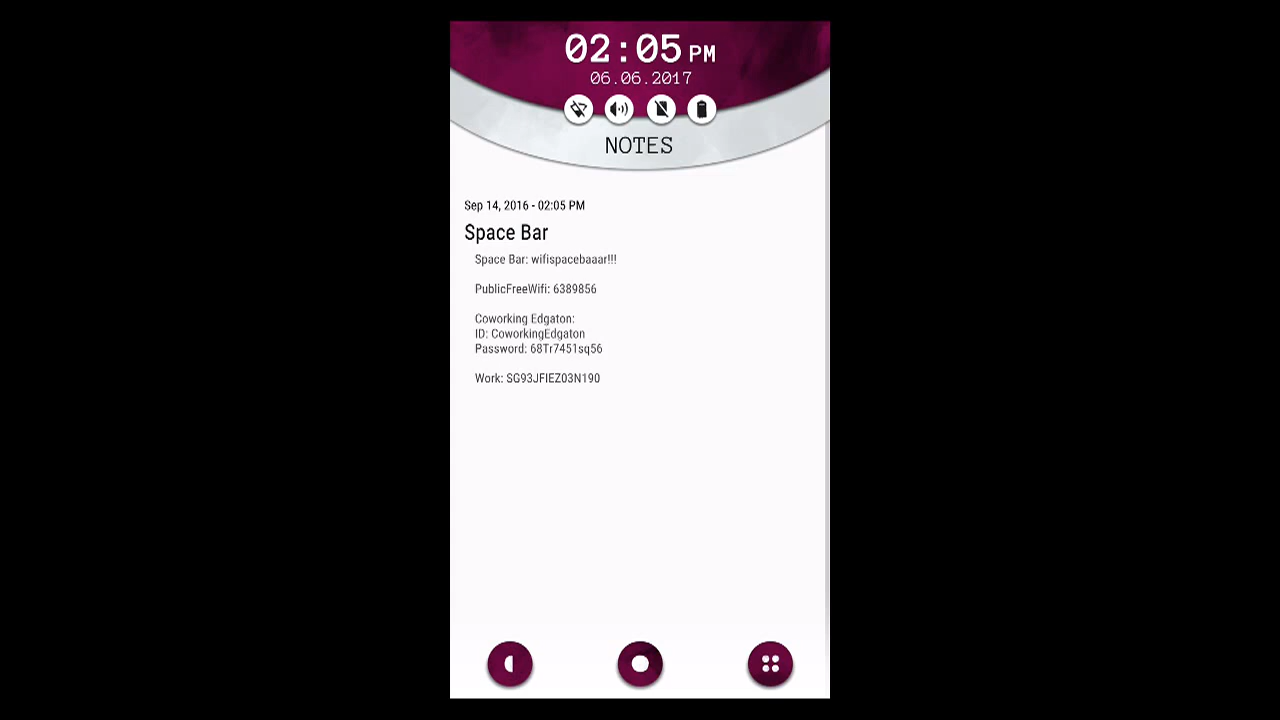 02:05 PM
06.06.2017
NOTES
Sep 14, 2016 - 02:05 PM
Space Bar
Space Bar: wifispacebaaar!!!
PublicFreeWifi: 6389856
Coworking Edgaton:
ID: CoworkingEdgaton
Password: 68Tr7451sq56
Work: SG93JFIEZ03N190